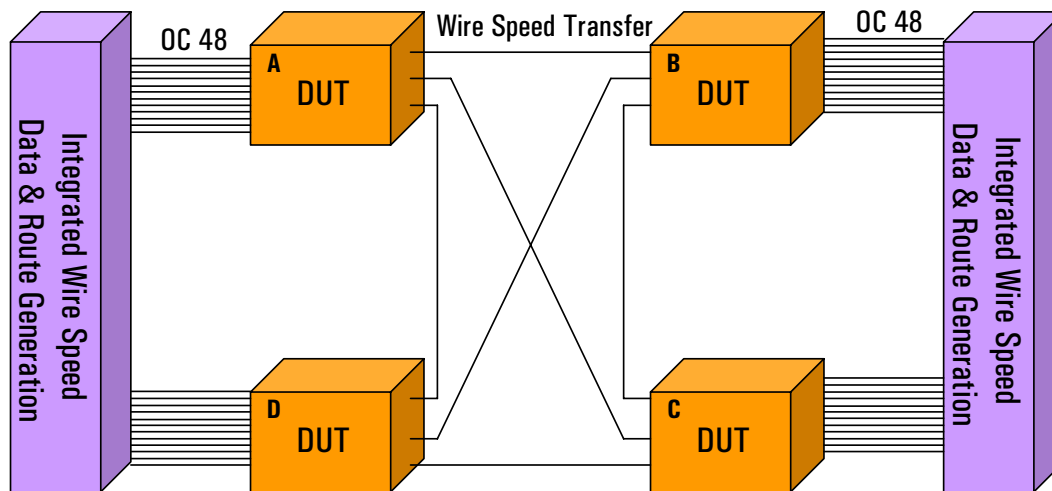 OC 48
Wire Speed Transfer
OC 48
A
DUT
B
DUT
Integrated Wire Speed
Data & Route Generation
Integrated Wire Speed
Data & Route Generation
D
DUT
C
DUT